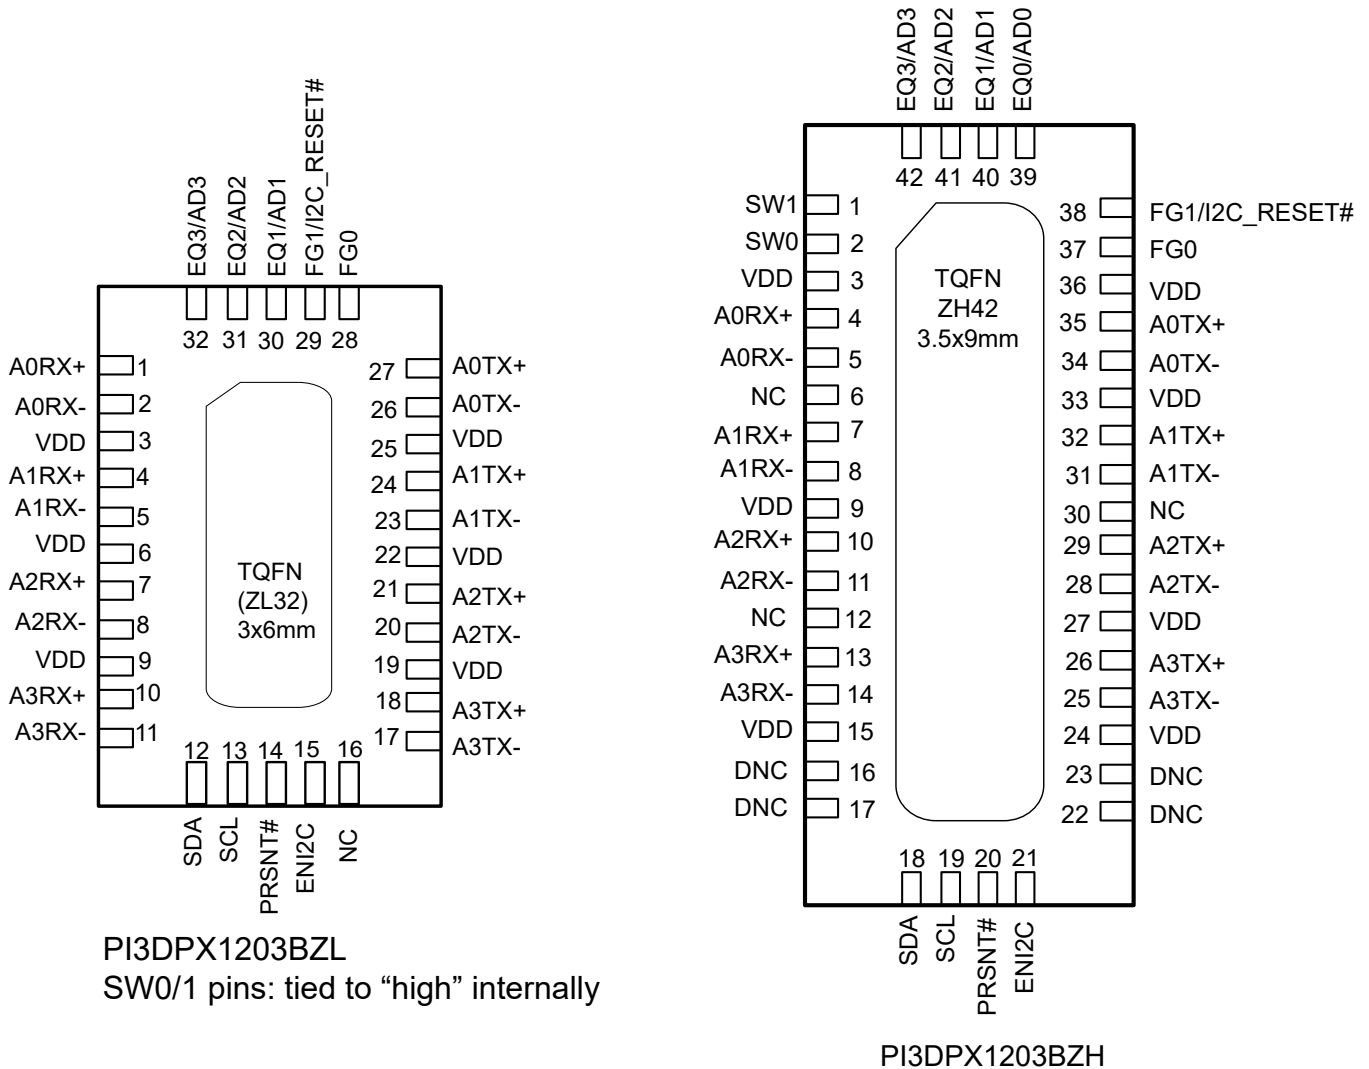 EQ3/AD3
EQ2/AD2
EQ1/AD1
FG1/I2C_RESET#
FG0
32 31 30 29 28
A0RX+ 1
A0RX- 2
VDD 3
A1RX+ 4
A1RX- 5
VDD 6
A2RX+ 7
A2RX- 8
VDD 9
A3RX+ 10
A3RX- 11
27 A0TX+
26 A0TX-
25 VDD
24 A1TX+
23 A1TX-
22 VDD
21 A2TX+
20 A2TX-
19 VDD
18 A3TX+
17 A3TX-
TQFN
(ZL32)
3x6mm
12 13 14 15 16
SDA
SCL
PRSNT#
ENI2C
NC
PI3DPX1203BZL
SW0/1 pins: tied to “high” internally
EQ3/AD3
EQ2/AD2
EQ1/AD1
EQ0/AD0
42 41 40 39
SW1 1
SW0 2
VDD 3
A0RX+ 4
A0RX- 5
NC 6
A1RX+ 7
A1RX- 8
VDD 9
A2RX+ 10
A2RX- 11
NC 12
A3RX+ 13
A3RX- 14
VDD 15
DNC 16
DNC 17
38 FG1/I2C_RESET#
37 FG0
36 VDD
35 A0TX+
34 A0TX-
33 VDD
32 A1TX+
31 A1TX-
30 NC
29 A2TX+
28 A2TX-
27 VDD
26 A3TX+
25 A3TX-
24 VDD
23 DNC
22 DNC
TQFN
ZH42
3.5x9mm
18 19 20 21
SDA
SCL
PRSNT#
ENI2C
PI3DPX1203BZH